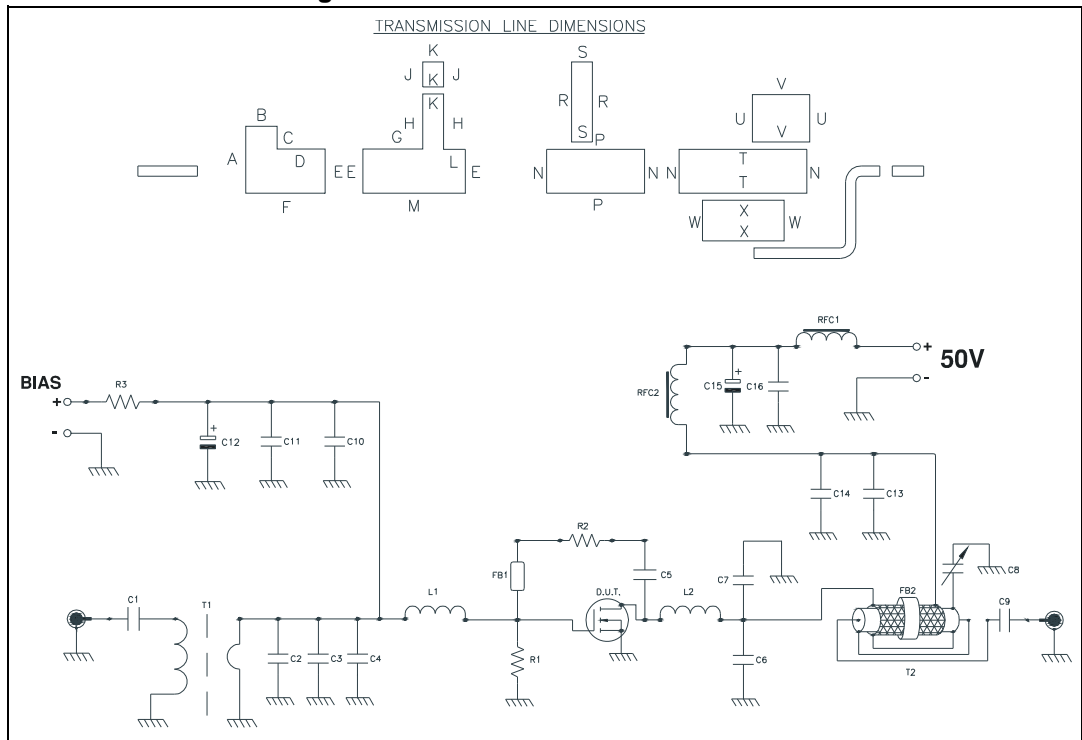 TRANSMISSION LINE DIMENSIONS
K
J K J
K
B
H H
G
C
A D
E E
L E
F
M
S
R R
S
P
N N
P
V
U U
V
T
N N
T
X
W W
X
RFC1
+
50V
-
C15 + C16
RFC2
BIAS
+
R3
-
+
C12 C11 C10
C14 C13
R2
FB1
C5
D.U.T.
L1
L2
C7
C8
FB2
C9
C1
T1
C2 C3 C4
R1
C6
T2